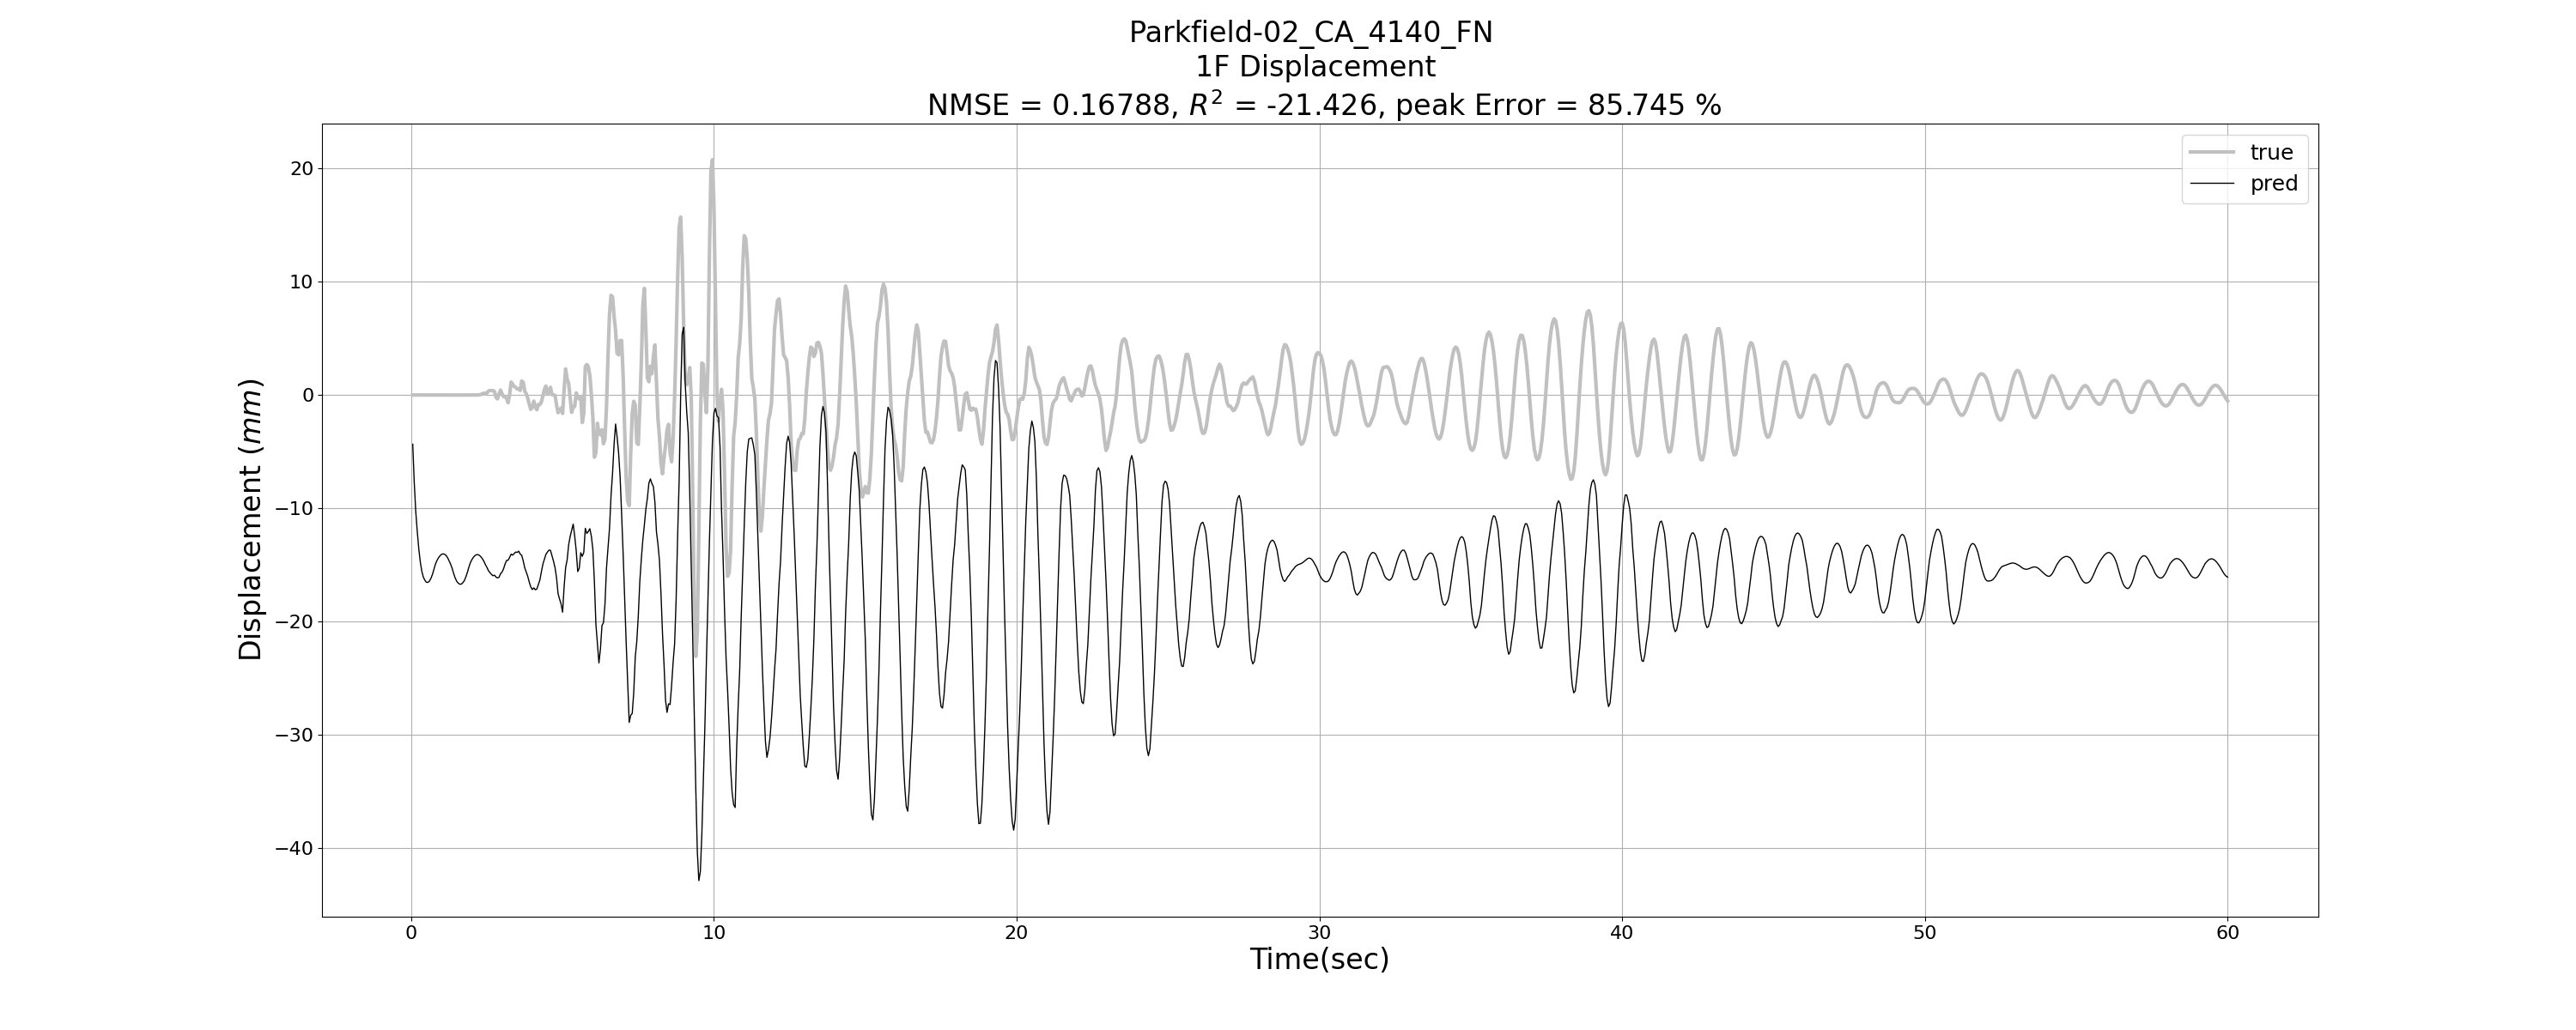 Parkfield-02_CA_4140_FN
1F Displacement
NMSE = 0.16788, R² = -21.426, peak Error = 85.745 %
true
pred
20
10
0
−10
−20
−30
−40
Displacement (mm)
0 10 20 30 40 50 60
Time(sec)